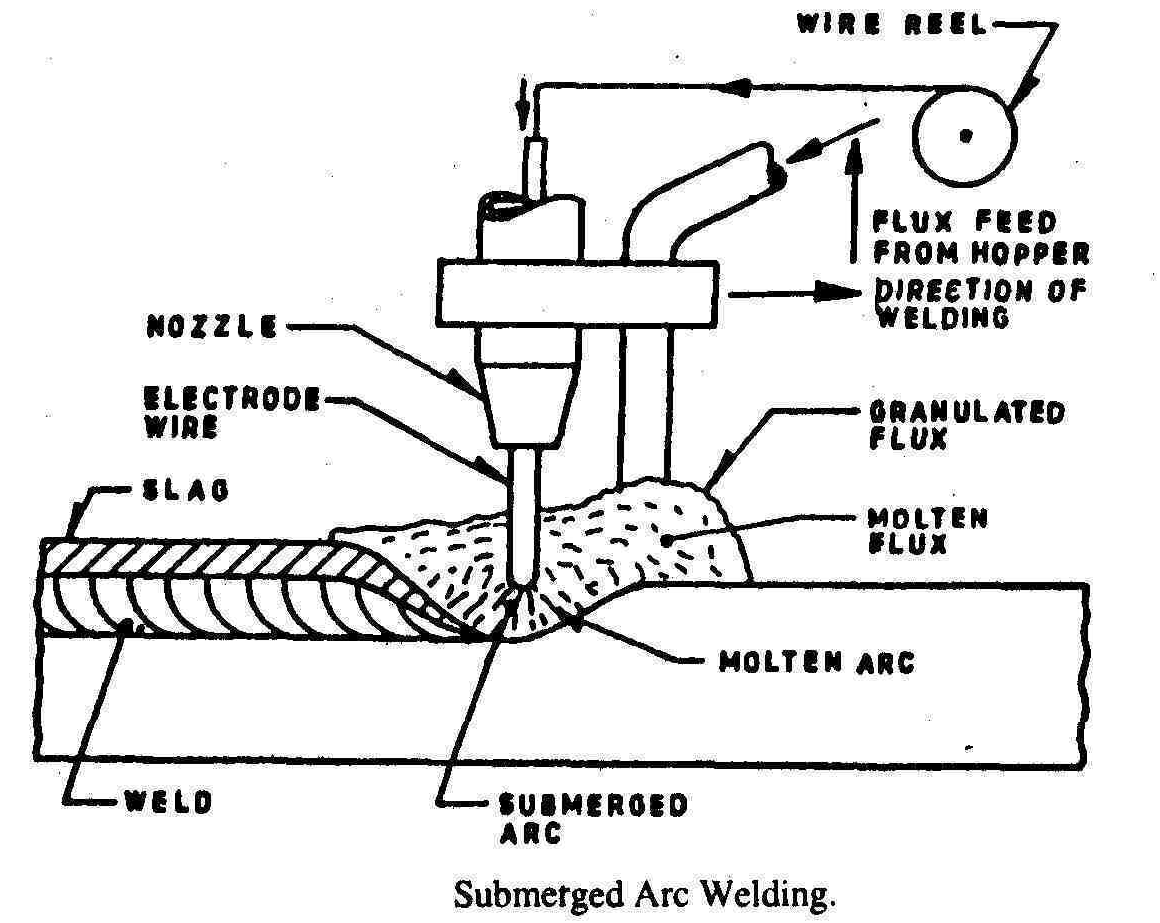 WIRE REEL
FLUX FEED
FROM HOPPER
DIRECTION OF
WELDING
NOZZLE
ELECTRODE
WIRE
GRANULATED
FLUX
SLAG
MOLTEN
FLUX
MOLTEN ARC
WELD
SUBMERGED
ARC
Submerged Arc Welding.